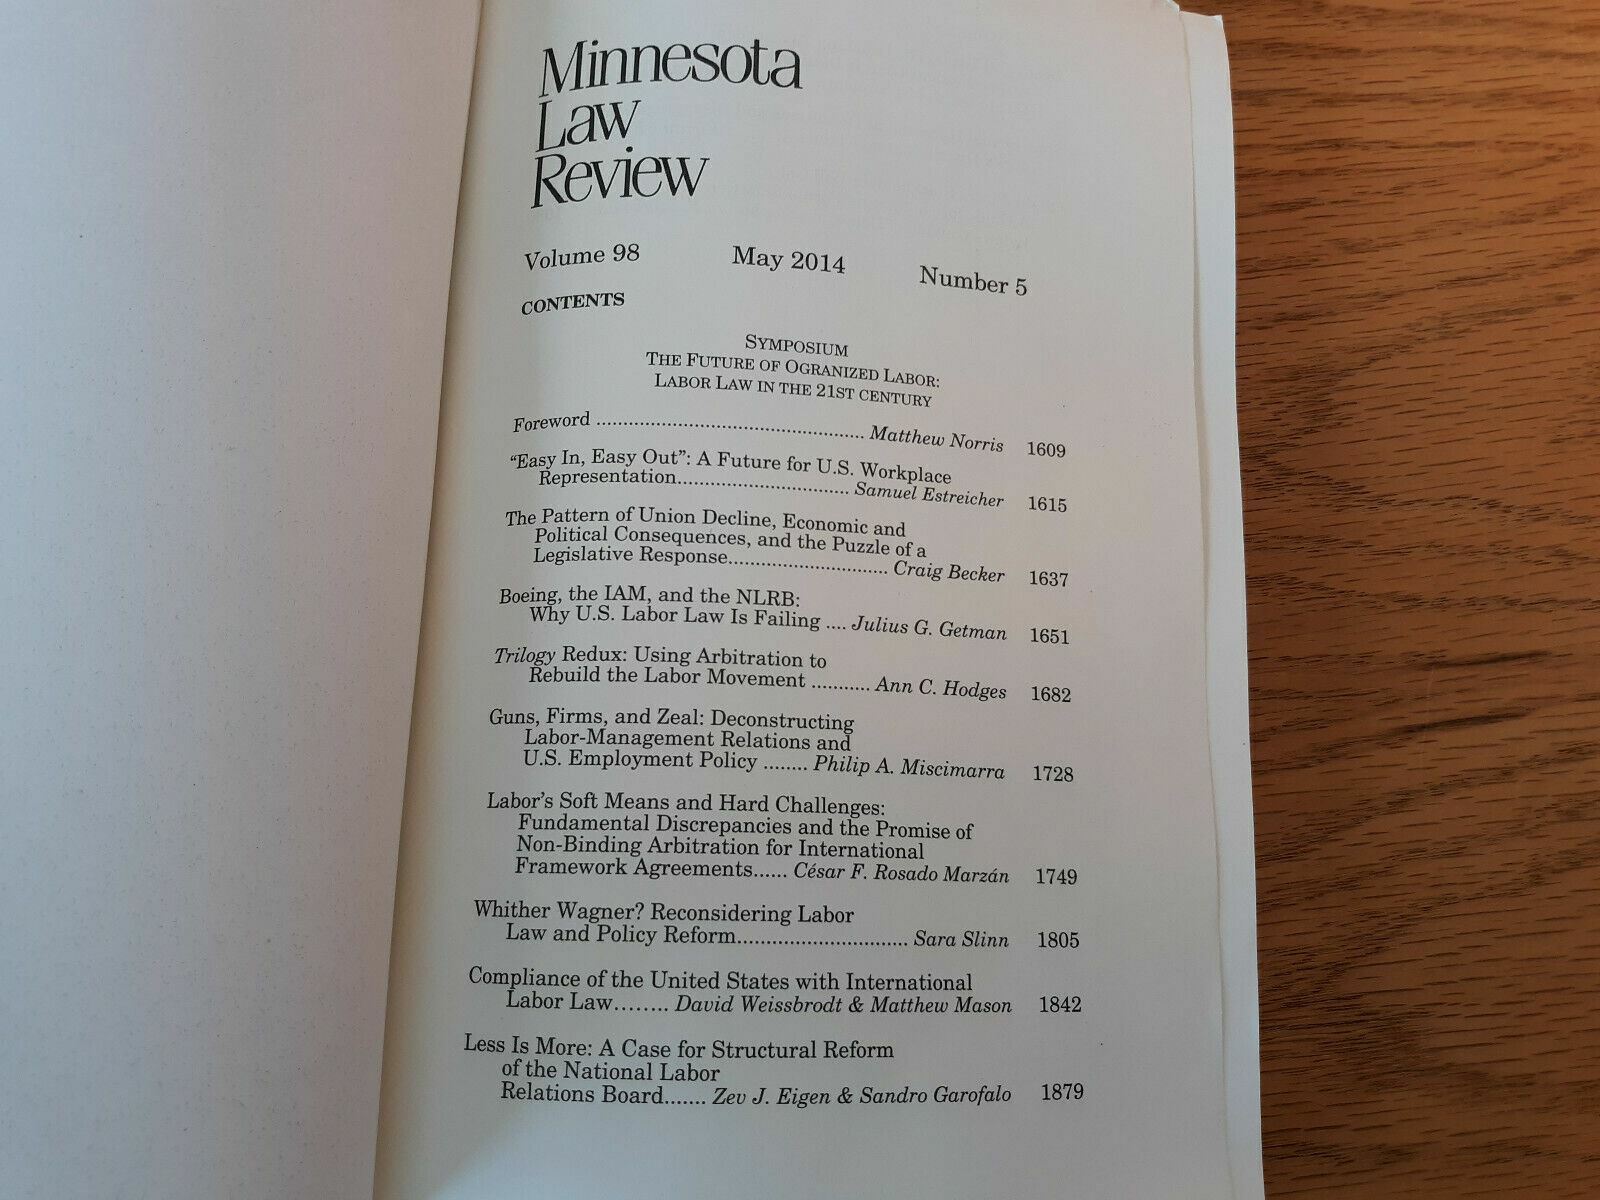 Minnesota
Law
Review
Volume 98 May 2014 Number 5
CONTENTS
SYMPOSIUM
THE FUTURE OF OGRANIZED LABOR:
LABOR LAW IN THE 21ST CENTURY
Foreword .................................................. Matthew Norris 1609
“Easy In, Easy Out”: A Future for U.S. Workplace
Representation............................... Samuel Estreicher 1615
The Pattern of Union Decline, Economic and
Political Consequences, and the Puzzle of a
Legislative Response............................. Craig Becker 1637
Boeing, the IAM, and the NLRB:
Why U.S. Labor Law Is Failing .... Julius G. Getman 1651
Trilogy Redux: Using Arbitration to
Rebuild the Labor Movement ........... Ann C. Hodges 1682
Guns, Firms, and Zeal: Deconstructing
Labor-Management Relations and
U.S. Employment Policy ........ Philip A. Miscimarra 1728
Labor’s Soft Means and Hard Challenges:
Fundamental Discrepancies and the Promise of
Non-Binding Arbitration for International
Framework Agreements...... César F. Rosado Marzán 1749
Whither Wagner? Reconsidering Labor
Law and Policy Reform............................. Sara Slinn 1805
Compliance of the United States with International
Labor Law........ David Weissbrodt & Matthew Mason 1842
Less Is More: A Case for Structural Reform
of the National Labor
Relations Board....... Zev J. Eigen & Sandro Garofalo 1879